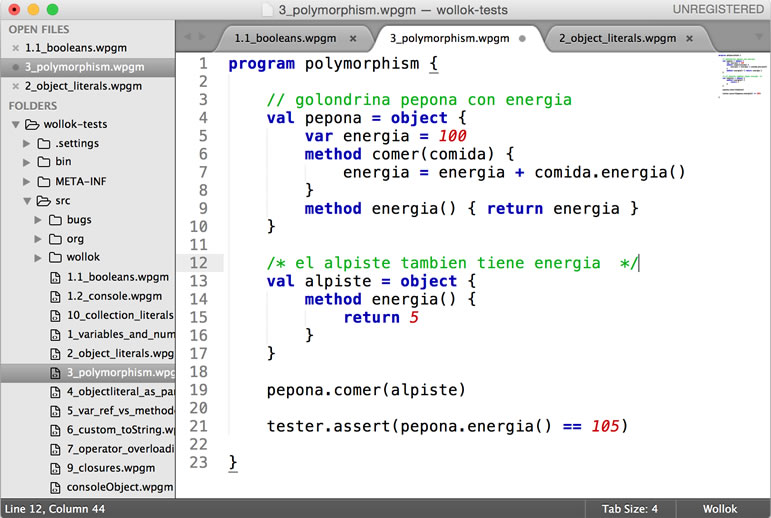 3_polymorphism.wpgm — wollok-tests
UNREGISTERED
OPEN FILES
1.1_booleans.wpgm
3_polymorphism.wpgm
2_object_literals.wpgm
FOLDERS
wollok-tests
.settings
bin
META-INF
src
bugs
org
wollok
1.1_booleans.wpgm
1.2_console.wpgm
10_collection_literals
1_variables_and_num
2_object_literals.wpg
3_polymorphism.wpg
4_objectliteral_as_pa
5_var_ref_vs_method
6_custom_toString.w
7_operator_overloadi
9_closures.wpgm
consoleObject.wpgm
1.1_booleans.wpgm
3_polymorphism.wpgm
2_object_literals.wpgm
1 program polymorphism {
2
3 // golondrina pepona con energia
4 val pepona = object {
5 var energia = 100
6 method comer(comida) {
7 energia = energia + comida.energia()
8 }
9 method energia() { return energia }
10 }
11
12 /* el alpiste tambien tiene energia  */
13 val alpiste = object {
14 method energia() {
15 return 5
16 }
17 }
18
19 pepona.comer(alpiste)
20
21 tester.assert(pepona.energia() == 105)
22
23 }
Line 12, Column 44
Tab Size: 4
Wollok